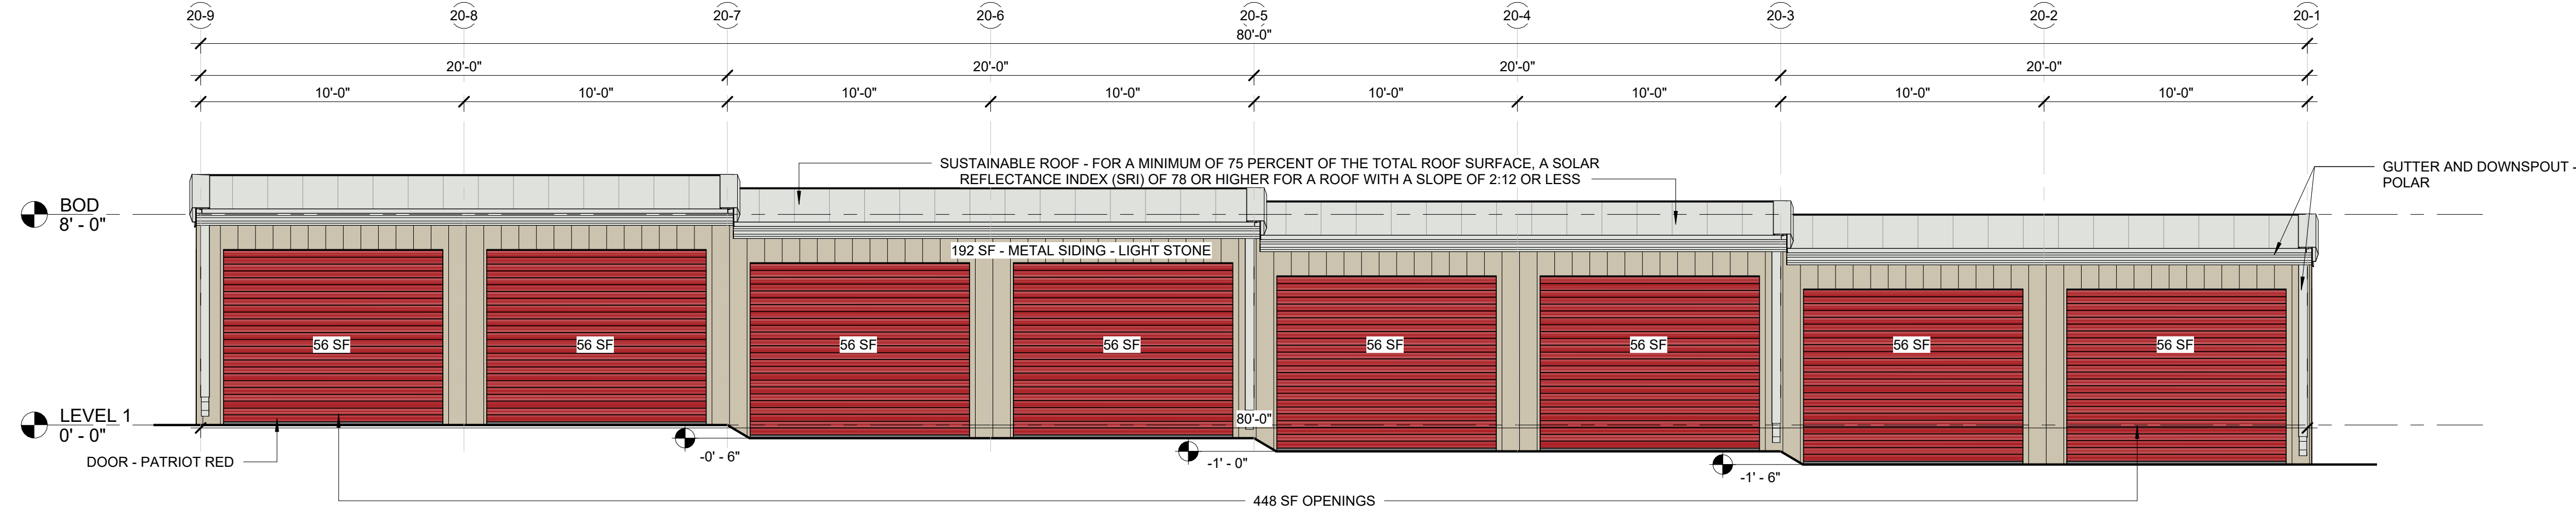 20-9
20-8
20-7
20-6
20-5
20-4
20-3
20-2
20-1
80'-0"
20'-0"
20'-0"
20'-0"
20'-0"
10'-0"
10'-0"
10'-0"
10'-0"
10'-0"
10'-0"
10'-0"
10'-0"
SUSTAINABLE ROOF - FOR A MINIMUM OF 75 PERCENT OF THE TOTAL ROOF SURFACE, A SOLAR
REFLECTANCE INDEX (SRI) OF 78 OR HIGHER FOR A ROOF WITH A SLOPE OF 2:12 OR LESS
GUTTER AND DOWNSPOUT -
POLAR
BOD
8' - 0"
192 SF - METAL SIDING - LIGHT STONE
56 SF
56 SF
56 SF
56 SF
56 SF
56 SF
56 SF
56 SF
LEVEL 1
0' - 0"
80'-0"
DOOR - PATRIOT RED
-0' - 6"
-1' - 0"
-1' - 6"
448 SF OPENINGS